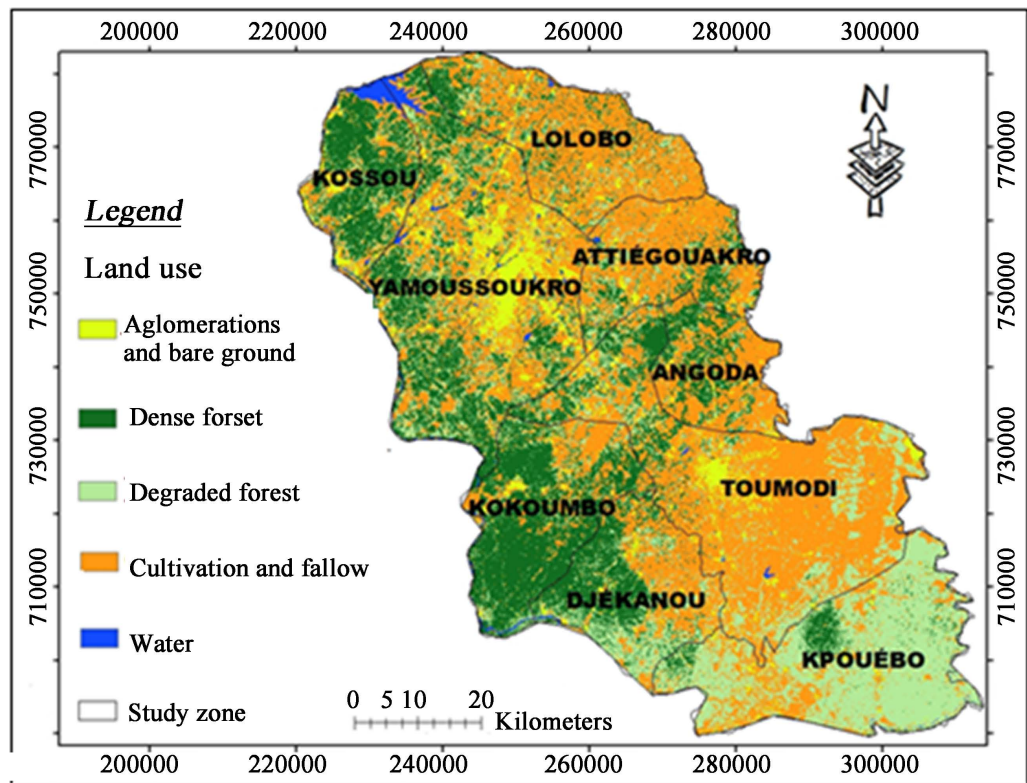 200000 220000 240000 260000 280000 300000
N
770000 770000
LOLOBO
KOSSOU
Legend
Land use
ATTIÉGOUAKRO
750000 750000
YAMOUSSOUKRO
Aglomerations
and bare ground
ANGODA
Dense forset
730000 730000
Degraded forest
TOUMODI
KOKOUMBO
Cultivation and fallow
710000 710000
DJÉKANOU
Water
KPOUÉBO
Study zone
0 5 10 20
Kilometers
200000 220000 240000 260000 280000 300000